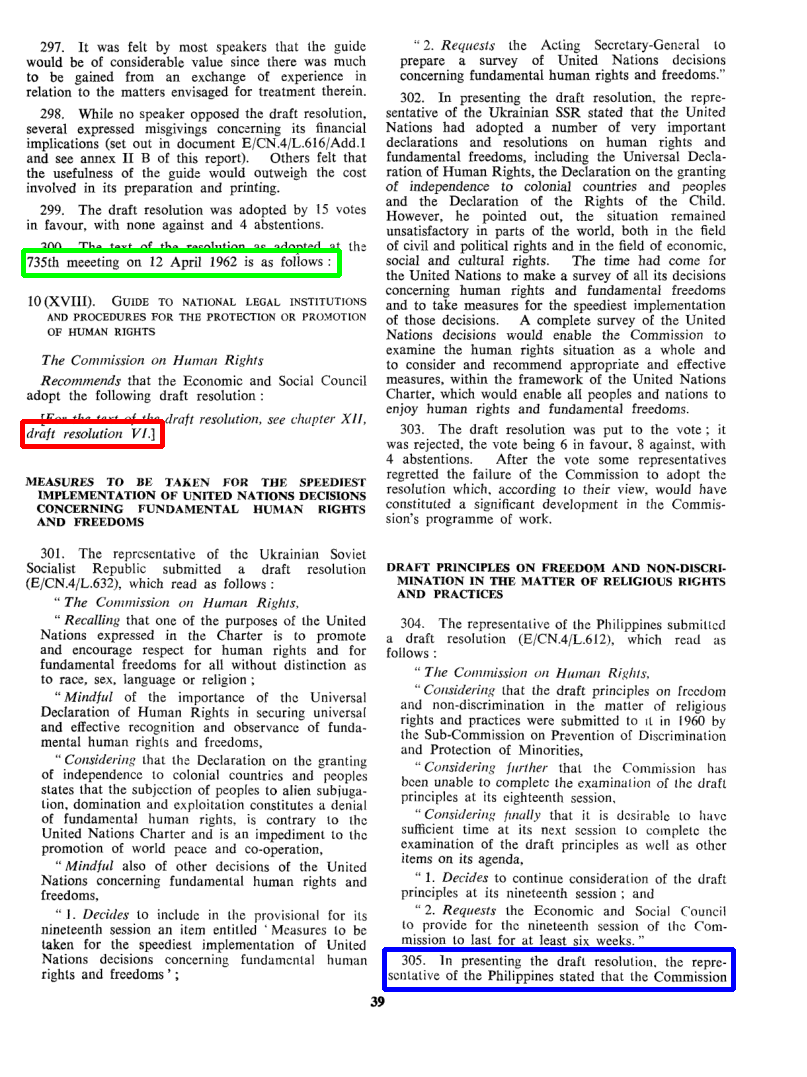 297. It was felt by most speakers that the guide
would be of considerable value since there was much
to be gained from an exchange of experience in
relation to the matters envisaged for treatment therein.
298. While no speaker opposed the draft resolution,
several expressed misgivings concerning its financial
implications (set out in document E/CN.4/L.616/Add.1
and see annex II B of this report). Others felt that
the usefulness of the guide would outweigh the cost
involved in its preparation and printing.
299. The draft resolution was adopted by 15 votes
in favour, with none against and 4 abstentions.
300. The text of the resolution as adopted at the
735th meeeting on 12 April 1962 is as follows :
10 (XVIII). GUIDE TO NATIONAL LEGAL INSTITUTIONS
AND PROCEDURES FOR THE PROTECTION OR PROMOTION
OF HUMAN RIGHTS
The Commission on Human Rights
Recommends that the Economic and Social Council
adopt the following draft resolution :
[For the text of the draft resolution, see chapter XII,
draft resolution VI.]
MEASURES TO BE TAKEN FOR THE SPEEDIEST
IMPLEMENTATION OF UNITED NATIONS DECISIONS
CONCERNING FUNDAMENTAL HUMAN RIGHTS
AND FREEDOMS
301. The representative of the Ukrainian Soviet
Socialist Republic submitted a draft resolution
(E/CN.4/L.632), which read as follows :
" The Commission on Human Rights,
" Recalling that one of the purposes of the United
Nations expressed in the Charter is to promote
and encourage respect for human rights and for
fundamental freedoms for all without distinction as
to race, sex, language or religion ;
" Mindful of the importance of the Universal
Declaration of Human Rights in securing universal
and effective recognition and observance of funda-
mental human rights and freedoms,
" Considering that the Declaration on the granting
of independence to colonial countries and peoples
states that the subjection of peoples to alien subjuga-
tion, domination and exploitation constitutes a denial
of fundamental human rights, is contrary to the
United Nations Charter and is an impediment to the
promotion of world peace and co-operation,
" Mindful also of other decisions of the United
Nations concerning fundamental human rights and
freedoms,
" 1. Decides to include in the provisional for its
nineteenth session an item entitled ' Measures to be
taken for the speediest implementation of United
Nations decisions concerning fundamental human
rights and freedoms ' ;
" 2. Requests the Acting Secretary-General to
prepare a survey of United Nations decisions
concerning fundamental human rights and freedoms."
302. In presenting the draft resolution, the repre-
sentative of the Ukrainian SSR stated that the United
Nations had adopted a number of very important
declarations and resolutions on human rights and
fundamental freedoms, including the Universal Decla-
ration of Human Rights, the Declaration on the granting
of independence to colonial countries and peoples
and the Declaration of the Rights of the Child.
However, he pointed out, the situation remained
unsatisfactory in parts of the world, both in the field
of civil and political rights and in the field of economic,
social and cultural rights. The time had come for
the United Nations to make a survey of all its decisions
concerning human rights and fundamental freedoms
and to take measures for the speediest implementation
of those decisions. A complete survey of the United
Nations decisions would enable the Commission to
examine the human rights situation as a whole and
to consider and recommend appropriate and effective
measures, within the framework of the United Nations
Charter, which would enable all peoples and nations to
enjoy human rights and fundamental freedoms.
303. The draft resolution was put to the vote ; it
was rejected, the vote being 6 in favour, 8 against, with
4 abstentions. After the vote some representatives
regretted the failure of the Commission to adopt the
resolution which, according to their view, would have
constituted a significant development in the Commis-
sion's programme of work.
DRAFT PRINCIPLES ON FREEDOM AND NON-DISCRI-
MINATION IN THE MATTER OF RELIGIOUS RIGHTS
AND PRACTICES
304. The representative of the Philippines submitted
a draft resolution (E/CN.4/L.612), which read as
follows :
" The Commission on Human Rights,
" Considering that the draft principles on freedom
and non-discrimination in the matter of religious
rights and practices were submitted to it in 1960 by
the Sub-Commission on Prevention of Discrimination
and Protection of Minorities,
" Considering further that the Commission has
been unable to complete the examination of the draft
principles at its eighteenth session,
" Considering finally that it is desirable to have
sufficient time at its next session to complete the
examination of the draft principles as well as other
items on its agenda,
" 1. Decides to continue consideration of the draft
principles at its nineteenth session ; and
" 2. Requests the Economic and Social Council
to provide for the nineteenth session of the Com-
mission to last for at least six weeks. "
305. In presenting the draft resolution, the repre-
sentative of the Philippines stated that the Commission
39